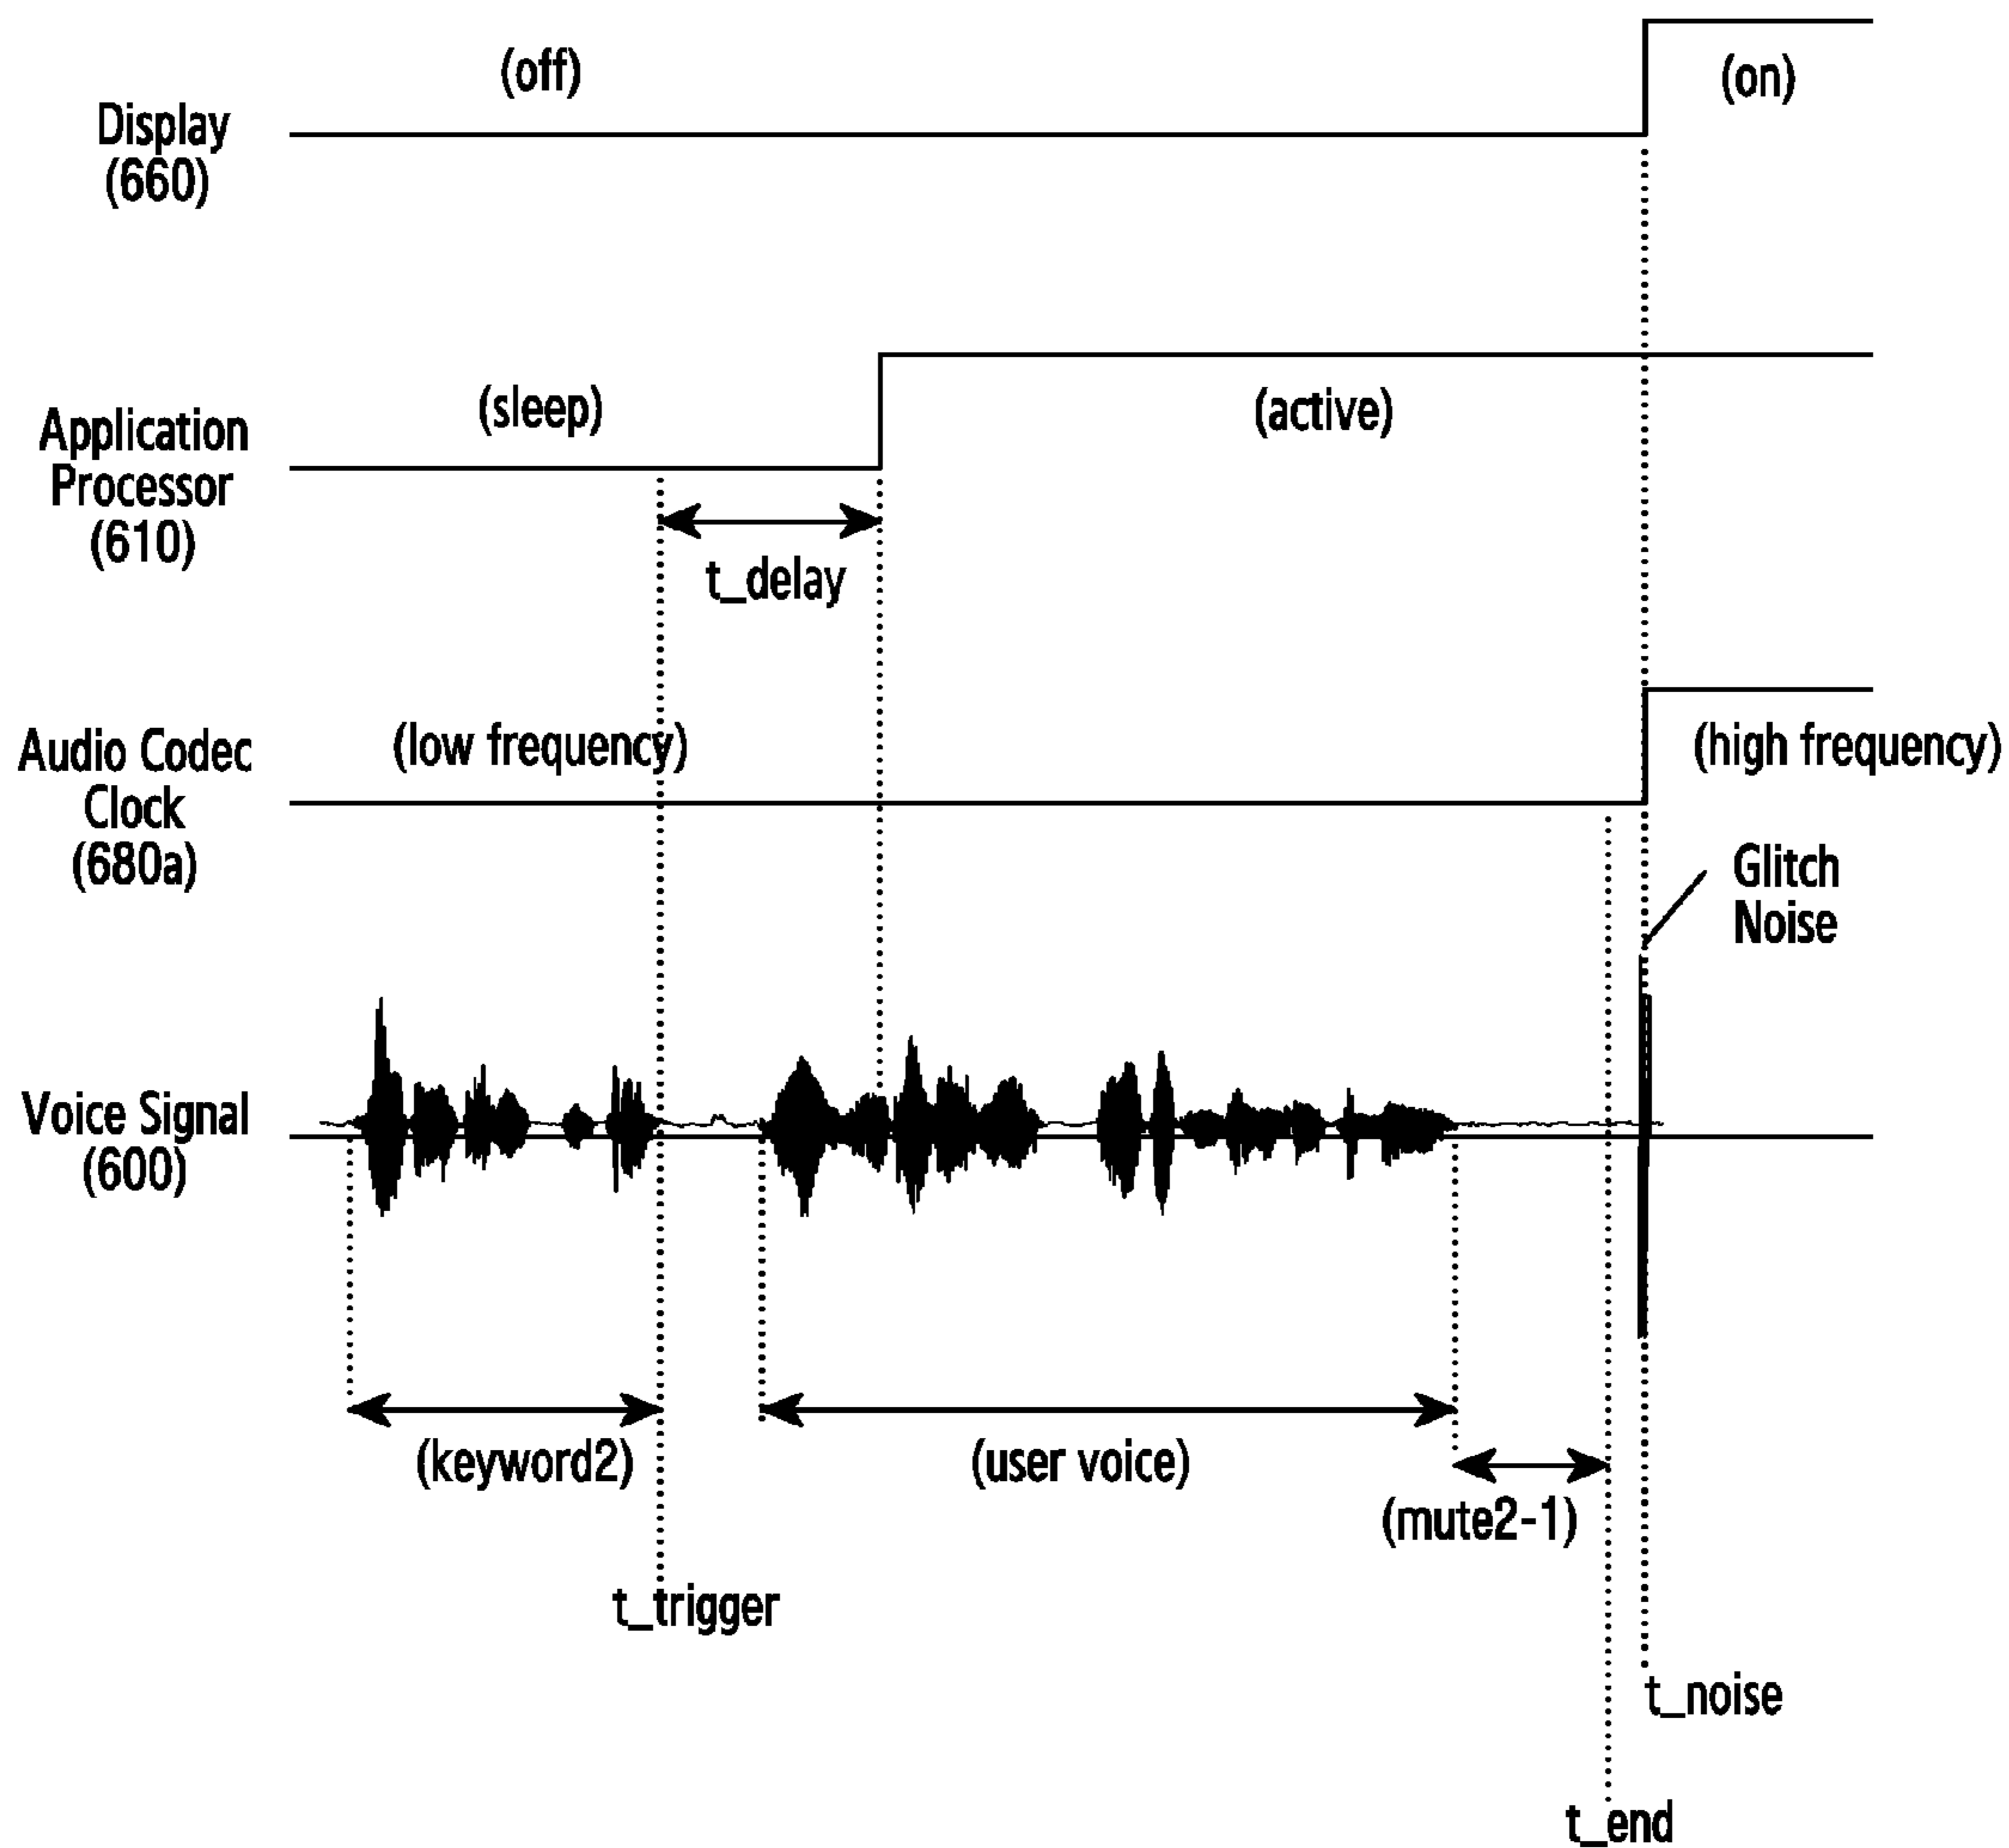 (off)
(on)
Display
(660)
(sleep)
(active)
Application
Processor
(610)
t_delay
(low frequency)
(high frequency)
Audio Codec
Clock
(680a)
Glitch
Noise
Voice Signal
(600)
(keyword2)
(user voice)
(mute2-1)
t_trigger
t_noise
t_end